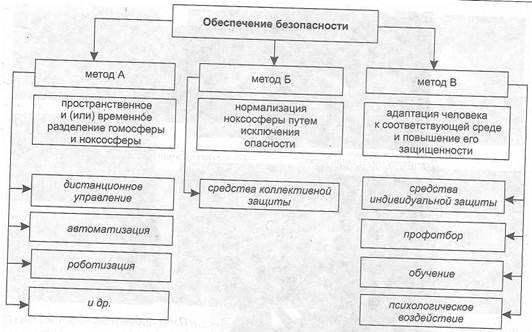 Обеспечение безопасности
метод А
пространственное
и (или) временно́е
разделение гомосферы
и ноксосферы
дистанционное
управление
автоматизация
роботизация
и др.
метод Б
нормализация
ноксосферы путем
исключения
опасности
средства коллективной
защиты
метод В
адаптация человека
к соответствующей среде
и повышение его
защищенности
средства
индивидуальной защиты
профотбор
обучение
психологическое
воздействие